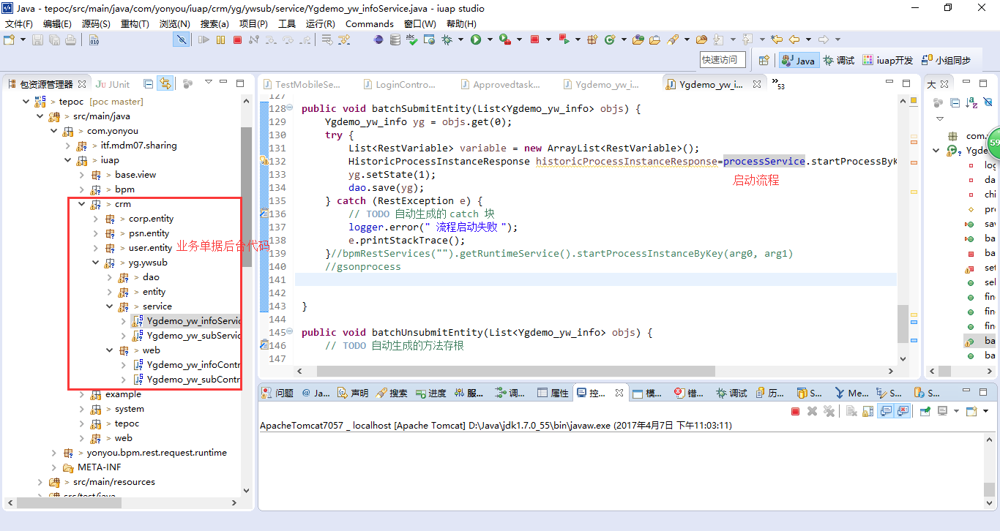 Java - tepoc/src/main/java/com/yonyou/iuap/crm/yg/ywsub/service/Ygdemo_yw_infoService.java - iuap studio
文件(F) 编辑(E) 源码(S) 重构(T) 浏览(N) 搜索(a) 项目(P) 工具 运行(R) Commands 窗口(W) 帮助(H)
快速访问 Java 调试 iuap开发 小组同步
包资源管理器 JUnit
TestMobileSe... LoginContro... Approvedtask... Ygdemo_yw_i... Ygdemo_yw_i... 53
大
tepoc [poc master]
src/main/java
com.yonyou
itf.mdm07.sharing
iuap
base.view
bpm
crm
corp.entity
psn.entity
user.entity
业务单据后台代码
yg.ywsub
dao
entity
service
Ygdemo_yw_infoServic
Ygdemo_yw_subServic
web
Ygdemo_yw_infoContr
Ygdemo_yw_subContr
example
system
tepoc
web
yonyou.bpm.rest.request.runtime
META-INF
src/main/resources
src/test/java
127
128 public void batchSubmitEntity(List<Ygdemo_yw_info> objs) {
129 Ygdemo_yw_info yg = objs.get(0);
130 try {
131 List<RestVariable> variable = new ArrayList<RestVariable>();
132 HistoricProcessInstanceResponse historicProcessInstanceResponse=processService.startProcessByK
133 yg.setState(1);
启动流程
134 dao.save(yg);
135 } catch (RestException e) {
136 // TODO 自动生成的 catch 块
137 logger.error(" 流程启动失败 ");
138 e.printStackTrace();
139 }//bpmRestServices("").getRuntimeService().startProcessInstanceByKey(arg0, arg1)
140 //gsonprocess
141
142
143 }
144
145 public void batchUnsubmitEntity(List<Ygdemo_yw_info> objs) {
146 // TODO 自动生成的方法存根
147
com.
Ygde
59
log
da
chi
pro
sav
ba
ba
set
sel
fin
fin
fin
ba
ba
问题 Ja... 声明 搜索 进度 服... 调... 属性 控... 模... 错... 调试 历... S... Me... S... S...
ApacheTomcat7057 _ localhost [Apache Tomcat] D:\Java\jdk1.7.0_55\bin\javaw.exe (2017年4月7日 下午11:03:11)